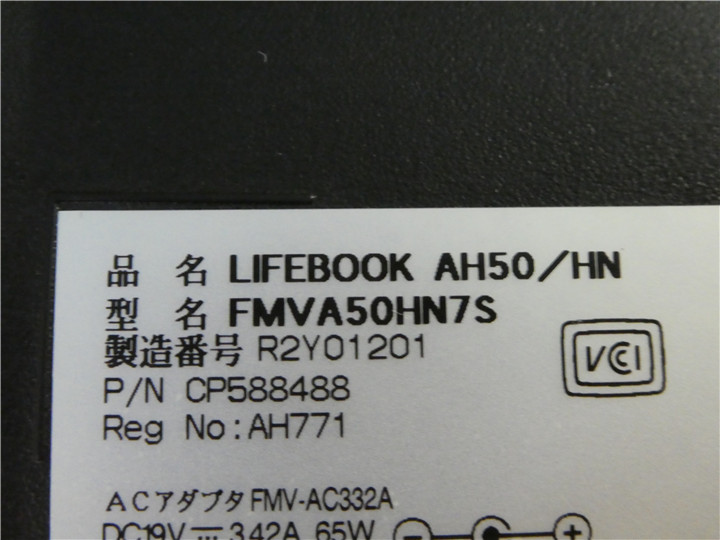 品 名 LIFEBOOK AH50/HN
型 名 FMVA50HN7S
製造番号 R2Y01201
P/N CP588488
Reg No:AH771
VCCI
ACアダプタ FMV-AC332A
DC19V ⎓ 3.42A 65W